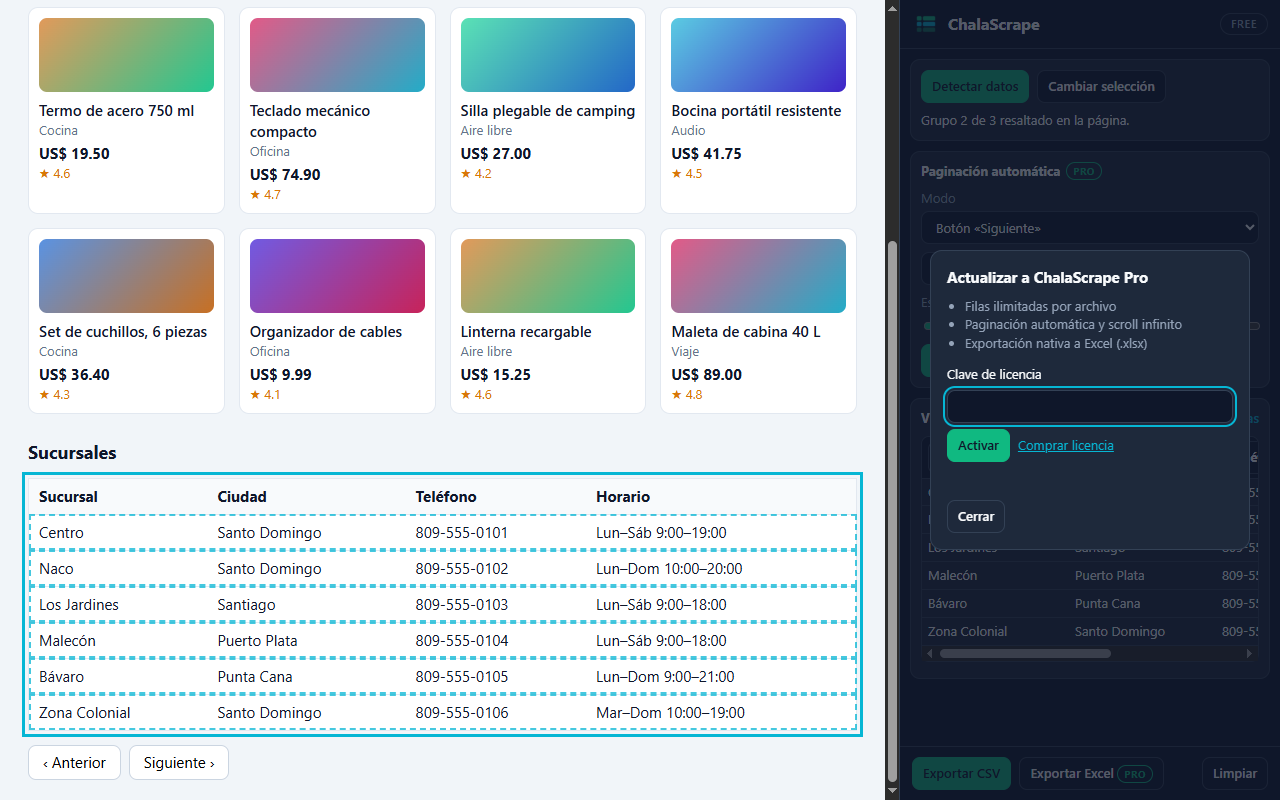 Termo de acero 750 ml
Cocina
US$ 19.50
★ 4.6
Teclado mecánico
compacto
Oficina
US$ 74.90
★ 4.7
Silla plegable de camping
Aire libre
US$ 27.00
★ 4.2
Bocina portátil resistente
Audio
US$ 41.75
★ 4.5
Set de cuchillos, 6 piezas
Cocina
US$ 36.40
★ 4.3
Organizador de cables
Oficina
US$ 9.99
★ 4.1
Linterna recargable
Aire libre
US$ 15.25
★ 4.6
Maleta de cabina 40 L
Viaje
US$ 89.00
★ 4.8
Sucursales
Sucursal Ciudad Teléfono Horario
Centro Santo Domingo 809-555-0101 Lun–Sáb 9:00–19:00
Naco Santo Domingo 809-555-0102 Lun–Dom 10:00–20:00
Los Jardines Santiago 809-555-0103 Lun–Sáb 9:00–18:00
Malecón Puerto Plata 809-555-0104 Lun–Sáb 9:00–18:00
Bávaro Punta Cana 809-555-0105 Lun–Dom 9:00–21:00
Zona Colonial Santo Domingo 809-555-0106 Mar–Dom 10:00–19:00
‹ Anterior
Siguiente ›
ChalaScrape
FREE
Detectar datos
Cambiar selección
Grupo 2 de 3 resaltado en la página.
Paginación automática PRO
Modo
Botón «Siguiente»
Actualizar a ChalaScrape Pro
• Filas ilimitadas por archivo
• Paginación automática y scroll infinito
• Exportación nativa a Excel (.xlsx)
Clave de licencia
Activar
Comprar licencia
Cerrar
Los Jardines Santiago 809-55
Malecón Puerto Plata 809-55
Bávaro Punta Cana 809-55
Zona Colonial Santo Domingo 809-55
Exportar CSV
Exportar Excel PRO
Limpiar